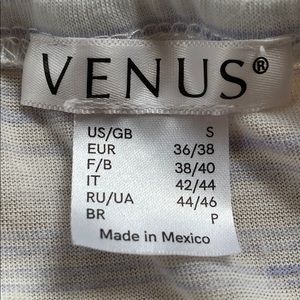 VENUS®
US/GB S
EUR 36/38
F/B 38/40
IT 42/44
RU/UA 44/46
BR P
Made in Mexico